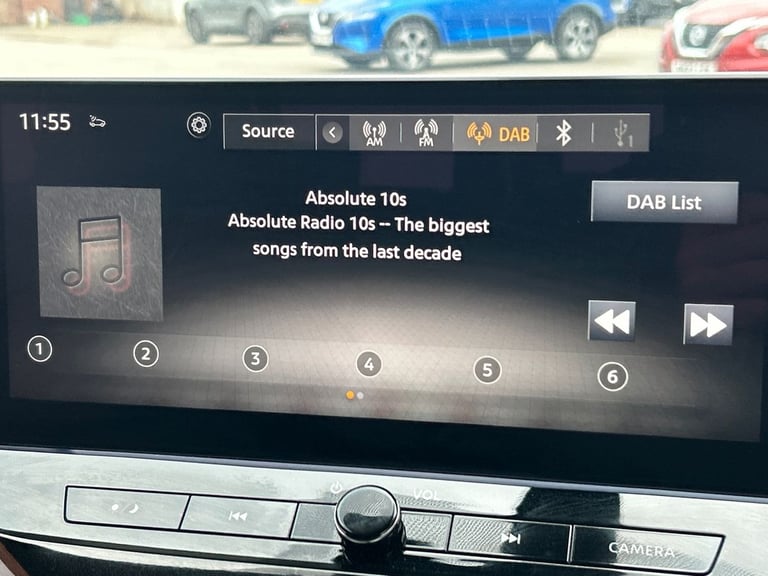 11:55
Source
AM
FM
DAB
1
Absolute 10s
Absolute Radio 10s -- The biggest
songs from the last decade
DAB List
1
2
3
4
5
6
VOL
CAMERA